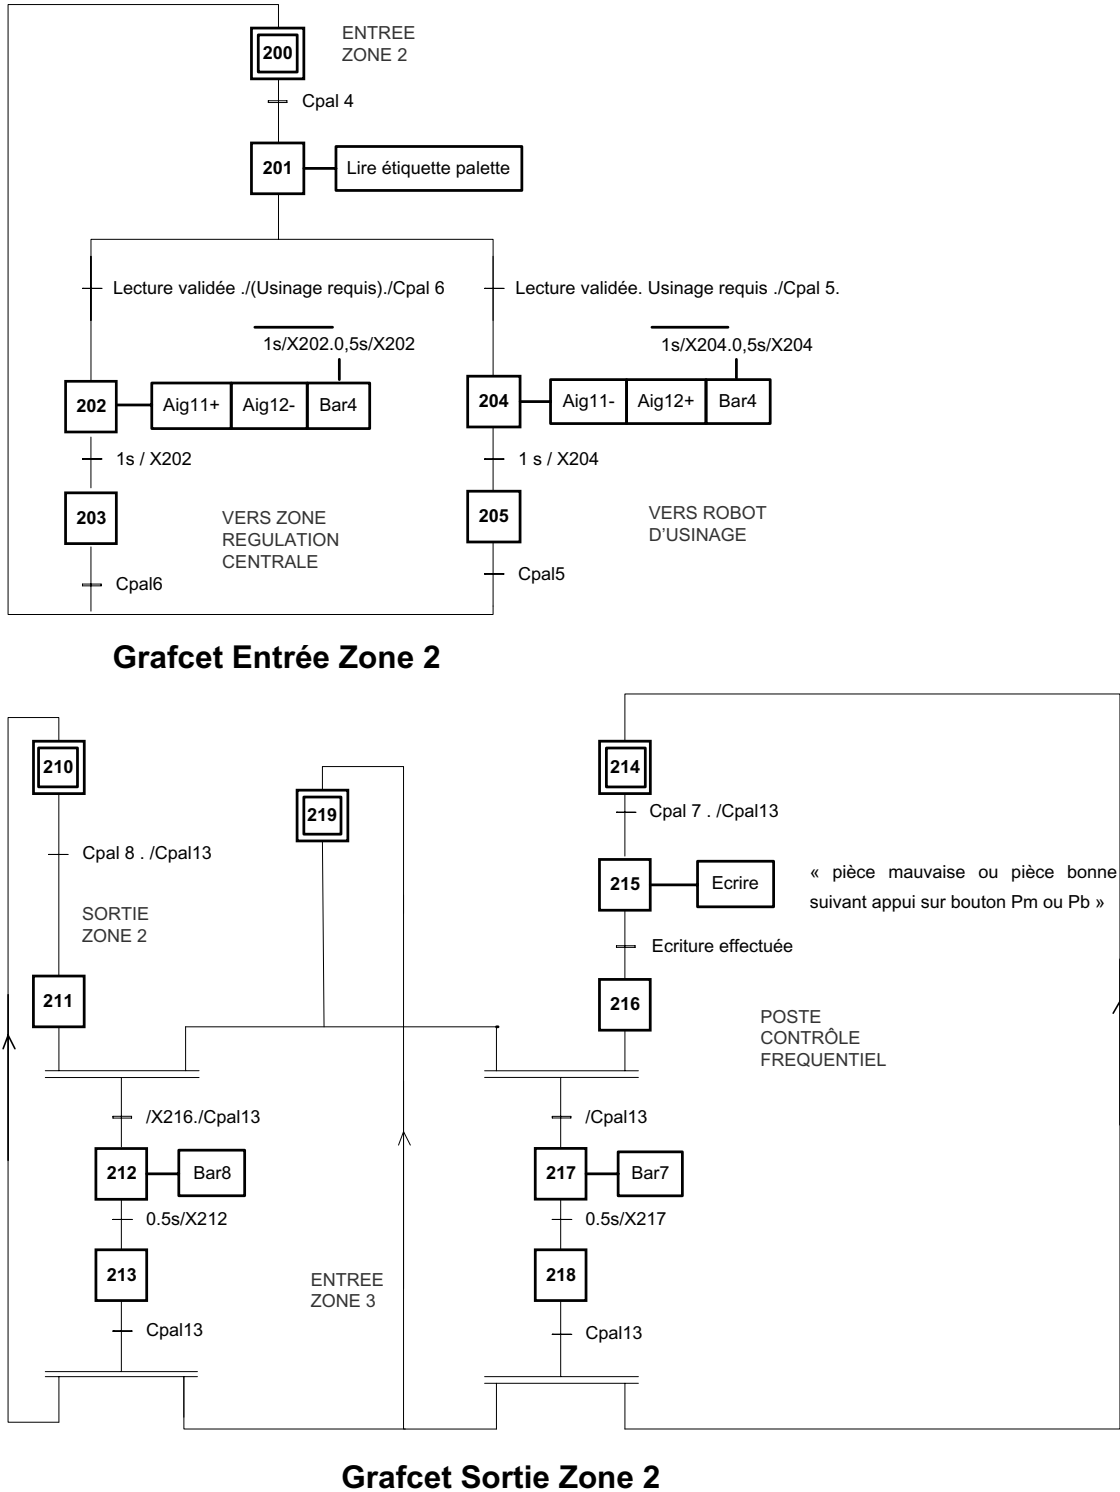 200
ENTREE
ZONE 2
Cpal 4
201
Lire étiquette palette
Lecture validée ./(Usinage requis)./Cpal 6
Lecture validée. Usinage requis ./Cpal 5.
1s/X202.0,5s/X202
1s/X204.0,5s/X204
202
Aig11+
Aig12-
Bar4
204
Aig11-
Aig12+
Bar4
1s / X202
1 s / X204
203
VERS ZONE
REGULATION
CENTRALE
205
VERS ROBOT
D'USINAGE
Cpal6
Cpal5
Grafcet Entrée Zone 2
210
219
214
Cpal 7 . /Cpal13
Cpal 8 . /Cpal13
215
Ecrire
« pièce mauvaise ou pièce bonne
suivant appui sur bouton Pm ou Pb »
SORTIE
ZONE 2
Ecriture effectuée
211
216
POSTE
CONTRÔLE
FREQUENTIEL
/X216./Cpal13
/Cpal13
212
Bar8
217
Bar7
0.5s/X212
0.5s/X217
213
ENTREE
ZONE 3
218
Cpal13
Cpal13
Grafcet Sortie Zone 2